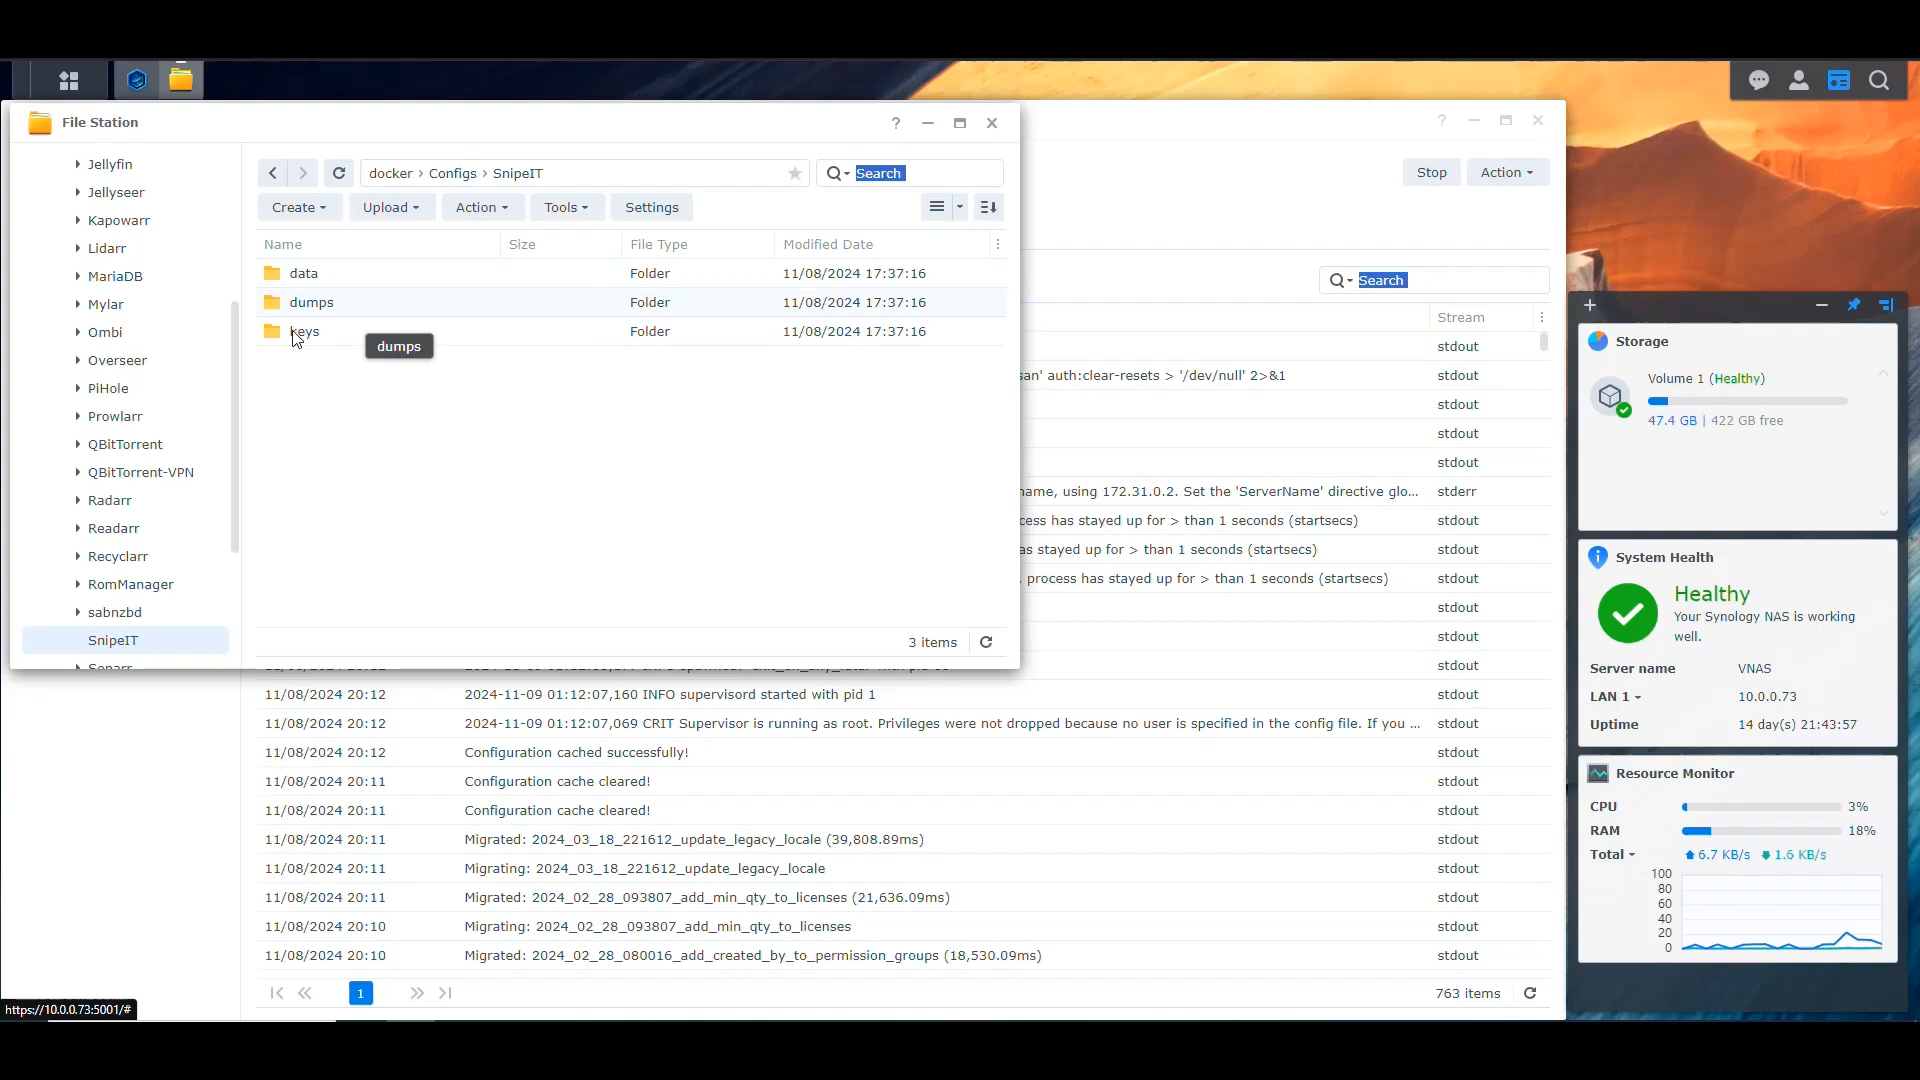 File Station
Jellyfin
Jellyseer
Kapowarr
Lidarr
MariaDB
Mylar
Ombi
Overseer
PiHole
Prowlarr
QBitTorrent
QBitTorrent-VPN
Radarr
Readarr
Recyclarr
RomManager
sabnzbd
SnipeIT
Sonarr
docker › Configs › SnipeIT
Search
Create
Upload
Action
Tools
Settings
Name Size File Type Modified Date
data Folder 11/08/2024 17:37:16
dumps Folder 11/08/2024 17:37:16
keys Folder 11/08/2024 17:37:16
dumps
3 items
Stop
Action
Search
Stream
stdout
san' auth:clear-resets > '/dev/null' 2>&1 stdout
stdout
stdout
stdout
name, using 172.31.0.2. Set the 'ServerName' directive glo... stderr
cess has stayed up for > than 1 seconds (startsecs) stdout
as stayed up for > than 1 seconds (startsecs) stdout
process has stayed up for > than 1 seconds (startsecs) stdout
stdout
stdout
stdout
11/08/2024 20:12 2024-11-09 01:12:07,160 INFO supervisord started with pid 1 stdout
11/08/2024 20:12 2024-11-09 01:12:07,069 CRIT Supervisor is running as root. Privileges were not dropped because no user is specified in the config file. If you ... stdout
11/08/2024 20:12 Configuration cached successfully! stdout
11/08/2024 20:11 Configuration cache cleared! stdout
11/08/2024 20:11 Configuration cache cleared! stdout
11/08/2024 20:11 Migrated: 2024_03_18_221612_update_legacy_locale (39,808.89ms) stdout
11/08/2024 20:11 Migrating: 2024_03_18_221612_update_legacy_locale stdout
11/08/2024 20:11 Migrated: 2024_02_28_093807_add_min_qty_to_licenses (21,636.09ms) stdout
11/08/2024 20:10 Migrating: 2024_02_28_093807_add_min_qty_to_licenses stdout
11/08/2024 20:10 Migrated: 2024_02_28_080016_add_created_by_to_permission_groups (18,530.09ms) stdout
1
763 items
https://10.0.0.73:5001/#
Storage
Volume 1 (Healthy)
47.4 GB | 422 GB free
System Health
Healthy
Your Synology NAS is working
well.
Server name VNAS
LAN 1 10.0.0.73
Uptime 14 day(s) 21:43:57
Resource Monitor
CPU 3%
RAM 18%
Total 6.7 KB/s 1.6 KB/s
100
80
60
40
20
0